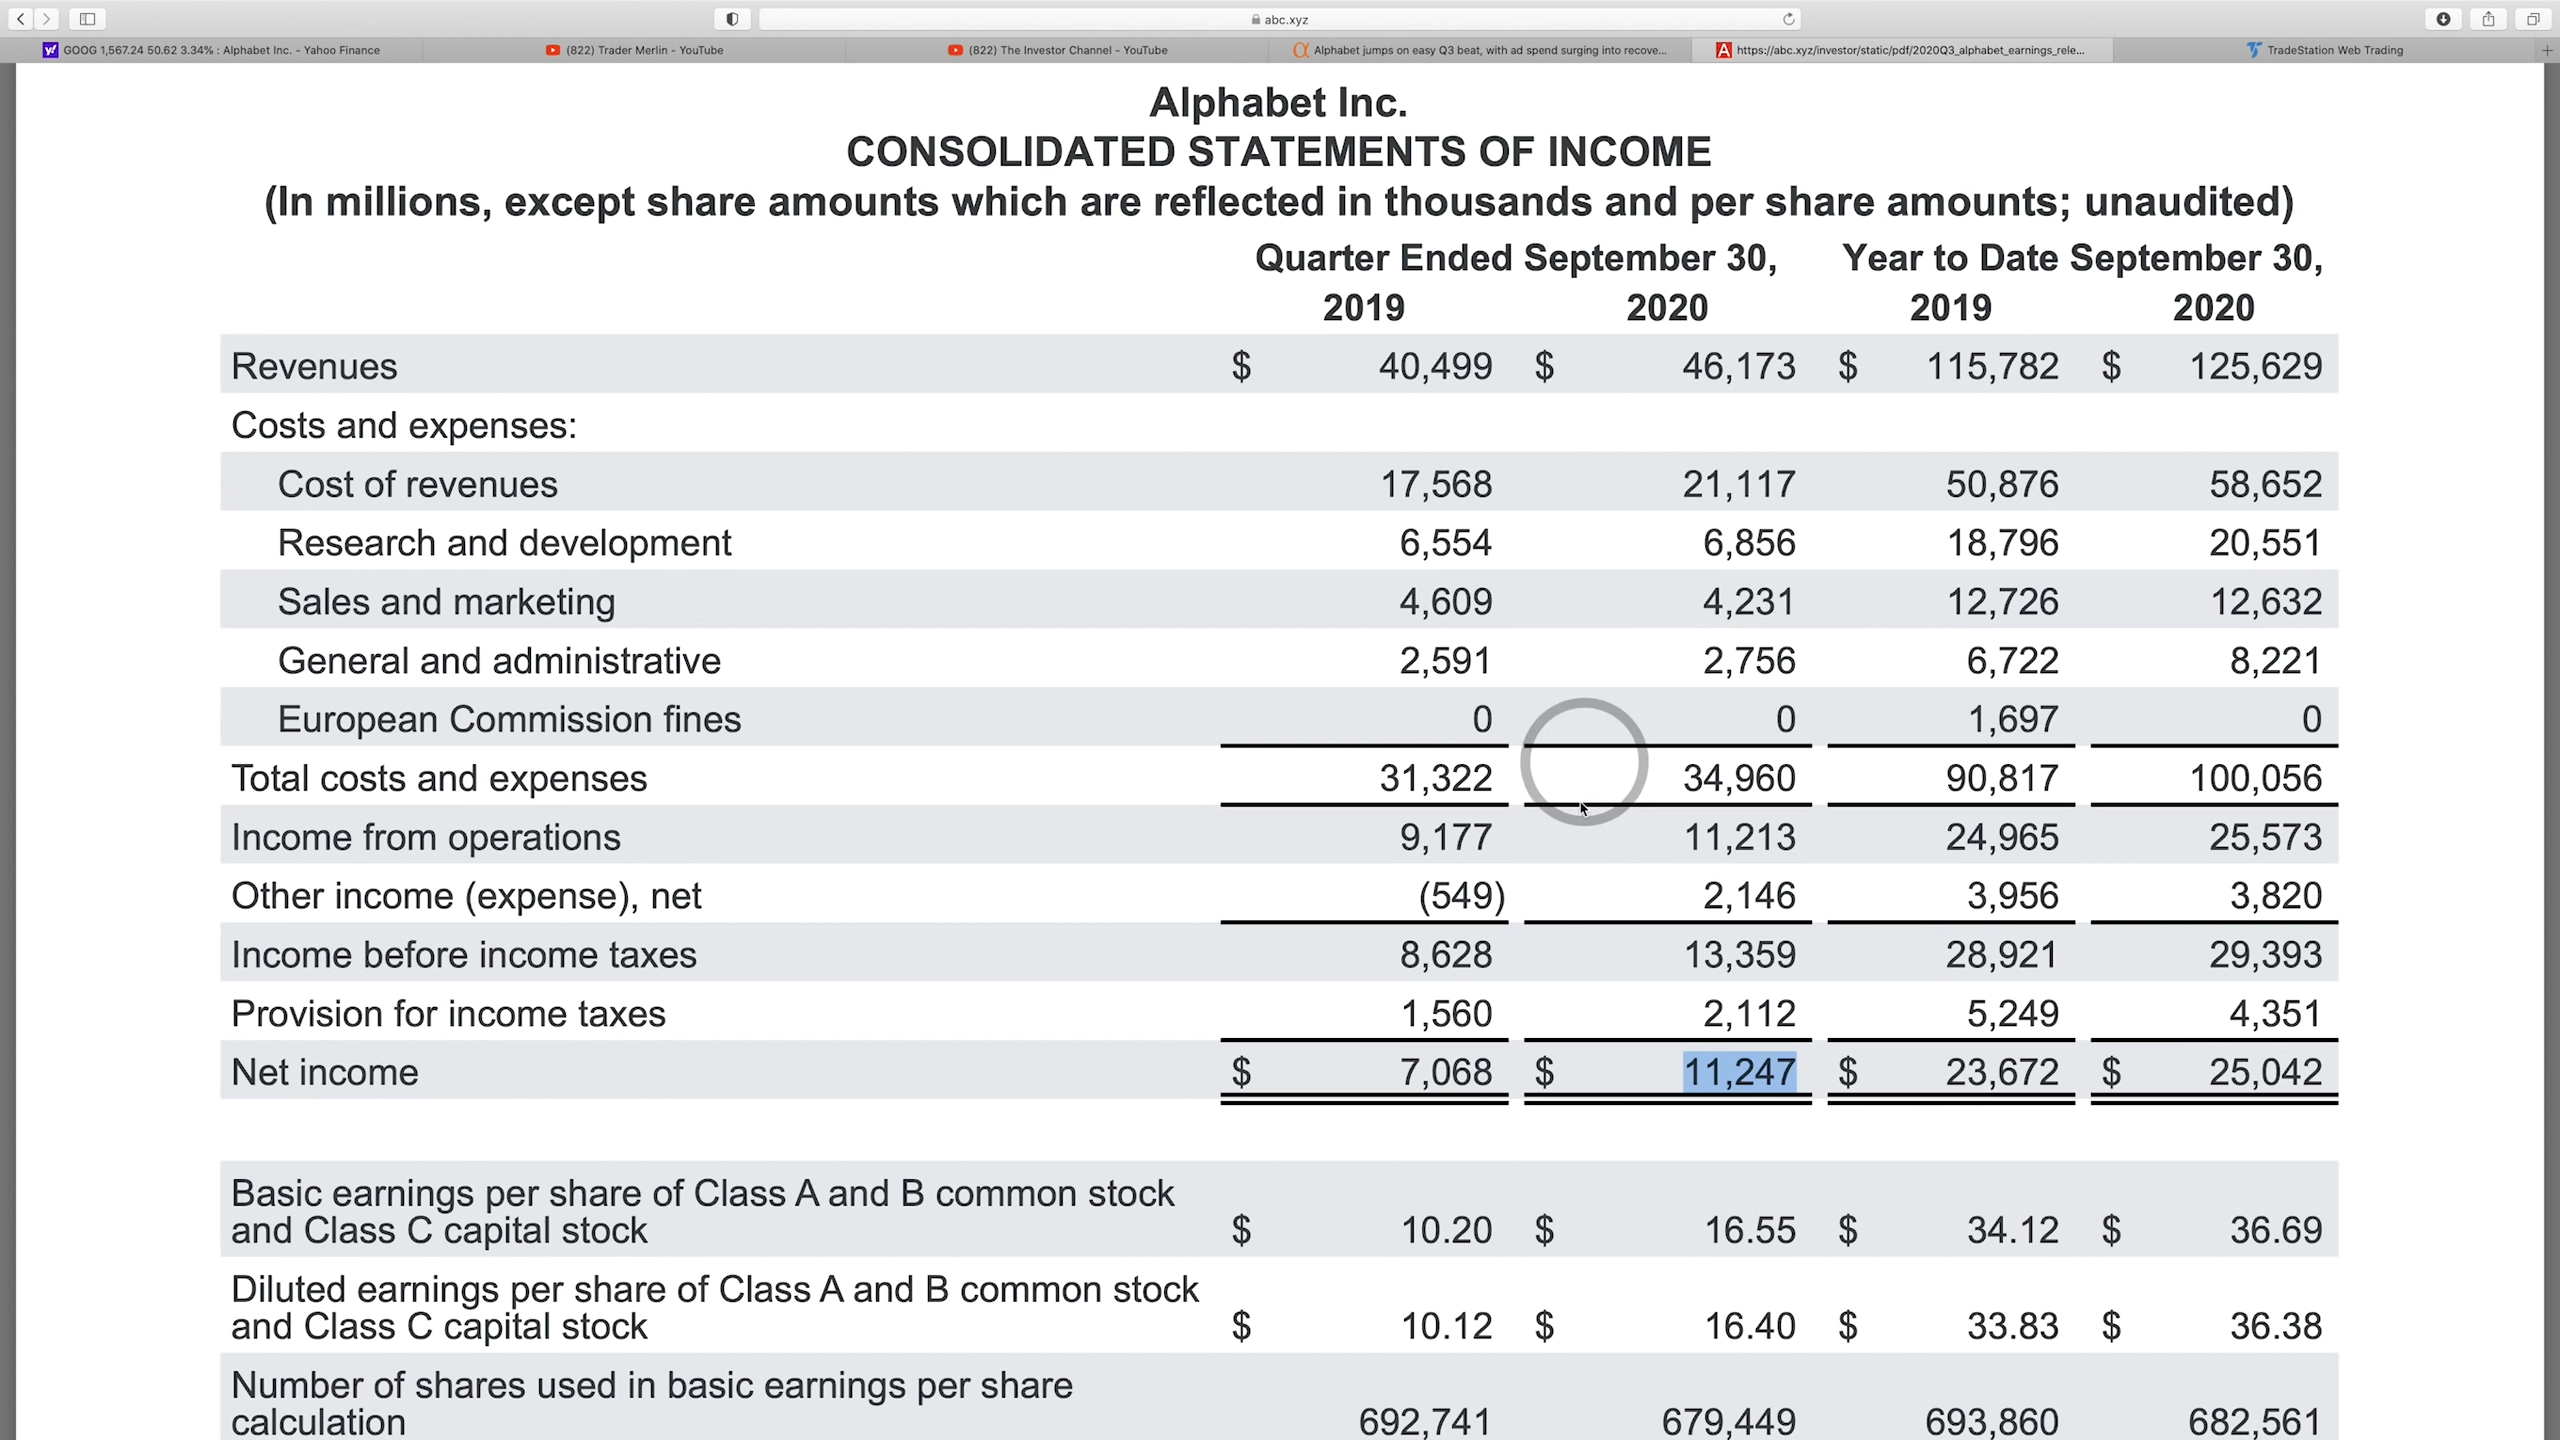 abc.xyz
GOOG 1,567.24 50.62 3.34% : Alphabet Inc. - Yahoo Finance
(822) Trader Merlin - YouTube
(822) The Investor Channel - YouTube
Alphabet jumps on easy Q3 beat, with ad spend surging into recove...
https://abc.xyz/investor/static/pdf/2020Q3_alphabet_earnings_rele...
TradeStation Web Trading
Alphabet Inc.
CONSOLIDATED STATEMENTS OF INCOME
(In millions, except share amounts which are reflected in thousands and per share amounts; unaudited)
Quarter Ended September 30, Year to Date September 30,
2019 2020 2019 2020
Revenues $ 40,499 $ 46,173 $ 115,782 $ 125,629
Costs and expenses:
Cost of revenues 17,568 21,117 50,876 58,652
Research and development 6,554 6,856 18,796 20,551
Sales and marketing 4,609 4,231 12,726 12,632
General and administrative 2,591 2,756 6,722 8,221
European Commission fines 0 0 1,697 0
Total costs and expenses 31,322 34,960 90,817 100,056
Income from operations 9,177 11,213 24,965 25,573
Other income (expense), net (549) 2,146 3,956 3,820
Income before income taxes 8,628 13,359 28,921 29,393
Provision for income taxes 1,560 2,112 5,249 4,351
Net income $ 7,068 $ 11,247 $ 23,672 $ 25,042
Basic earnings per share of Class A and B common stock
and Class C capital stock $ 10.20 $ 16.55 $ 34.12 $ 36.69
Diluted earnings per share of Class A and B common stock
and Class C capital stock $ 10.12 $ 16.40 $ 33.83 $ 36.38
Number of shares used in basic earnings per share
calculation 692,741 679,449 693,860 682,561